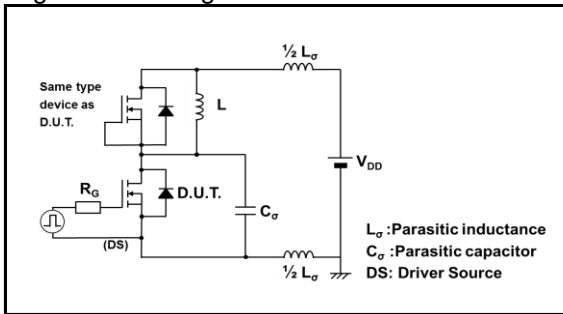 ½ Lσ
Same type
device as
D.U.T.
L
VDD
RG
D.U.T.
Cσ
(DS)
½ Lσ
Lσ :Parasitic inductance
Cσ :Parasitic capacitor
DS: Driver Source